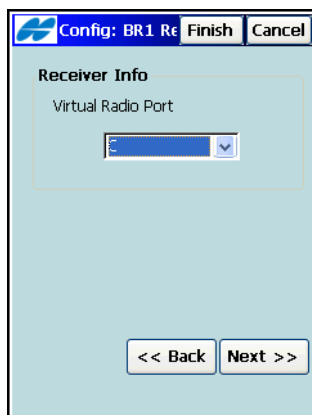 Config: BR1 Re Finish Cancel
Receiver Info
Virtual Radio Port
C
<< Back Next >>